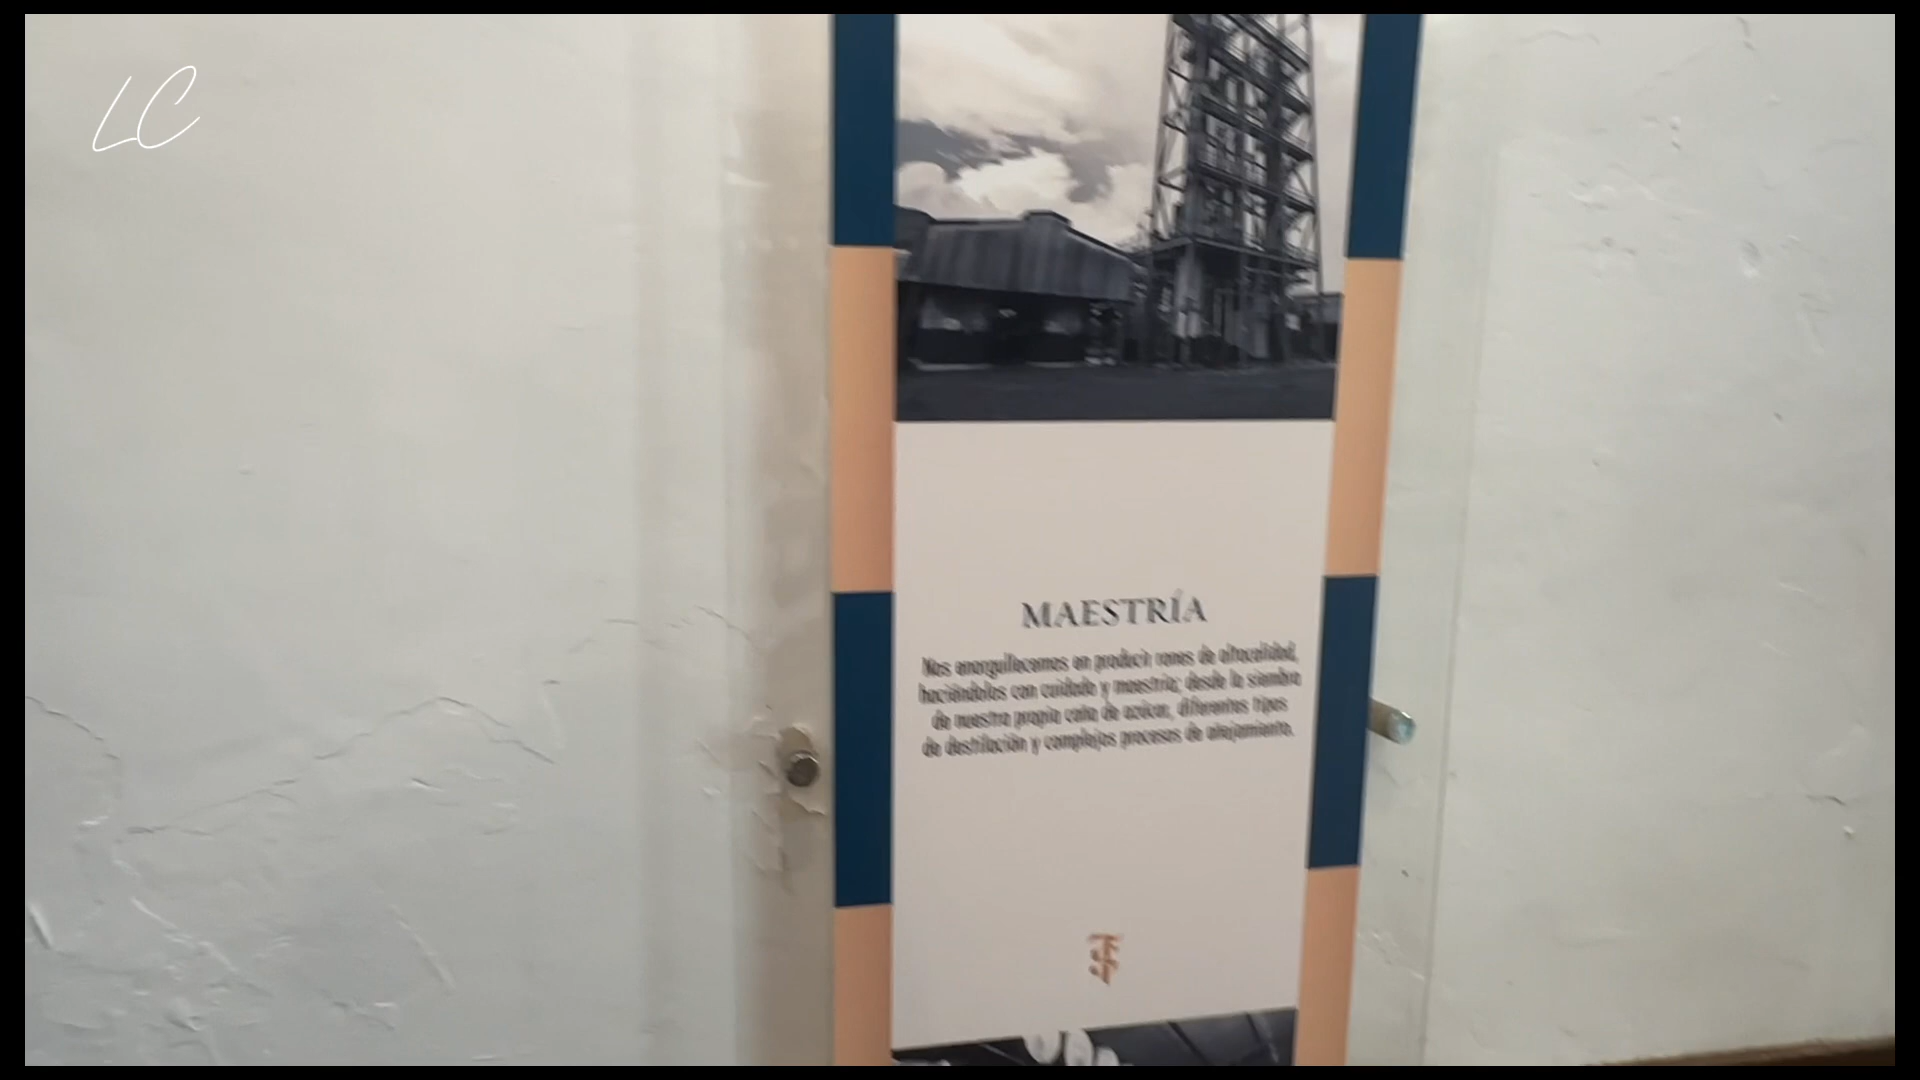 LC
MAESTRÍA
Nos enorgullecemos en producir rones de alta calidad,
haciéndolos con cuidado y maestría; desde la siembra
de nuestra propia caña de azúcar, diferentes tipos
de destilación y complejos procesos de añejamiento.